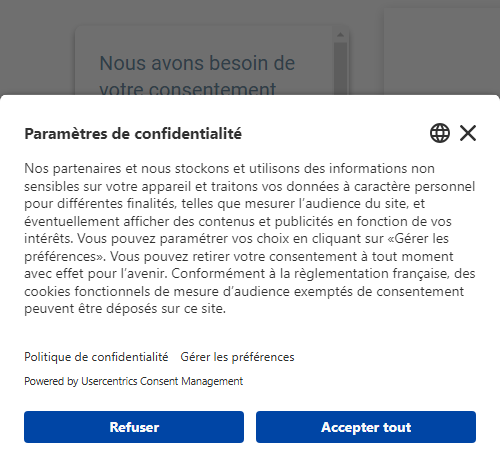 Nous avons besoin de
votre consentement
Paramètres de confidentialité
Nos partenaires et nous stockons et utilisons des informations non
sensibles sur votre appareil et traitons vos données à caractère personnel
pour différentes finalités, telles que mesurer l’audience du site, et
éventuellement afficher des contenus et publicités en fonction de vos
intérêts. Vous pouvez paramétrer vos choix en cliquant sur «Gérer les
préférences». Vous pouvez retirer votre consentement à tout moment
avec effet pour l’avenir. Conformément à la règlementation française, des
cookies fonctionnels de mesure d’audience exemptés de consentement
peuvent être déposés sur ce site.
Politique de confidentialité Gérer les préférences
Powered by Usercentrics Consent Management
Refuser Accepter tout